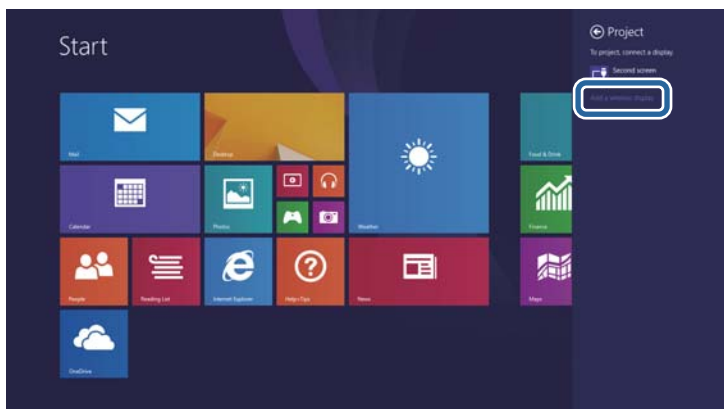 Start
Project
To project, connect a display
Second screen
Add a wireless display
Mail
Desktop
Food & Drink
Calendar
Photos
Weather
Finance
People
Reading List
Internet Explorer
Help+Tips
News
Maps
OneDrive